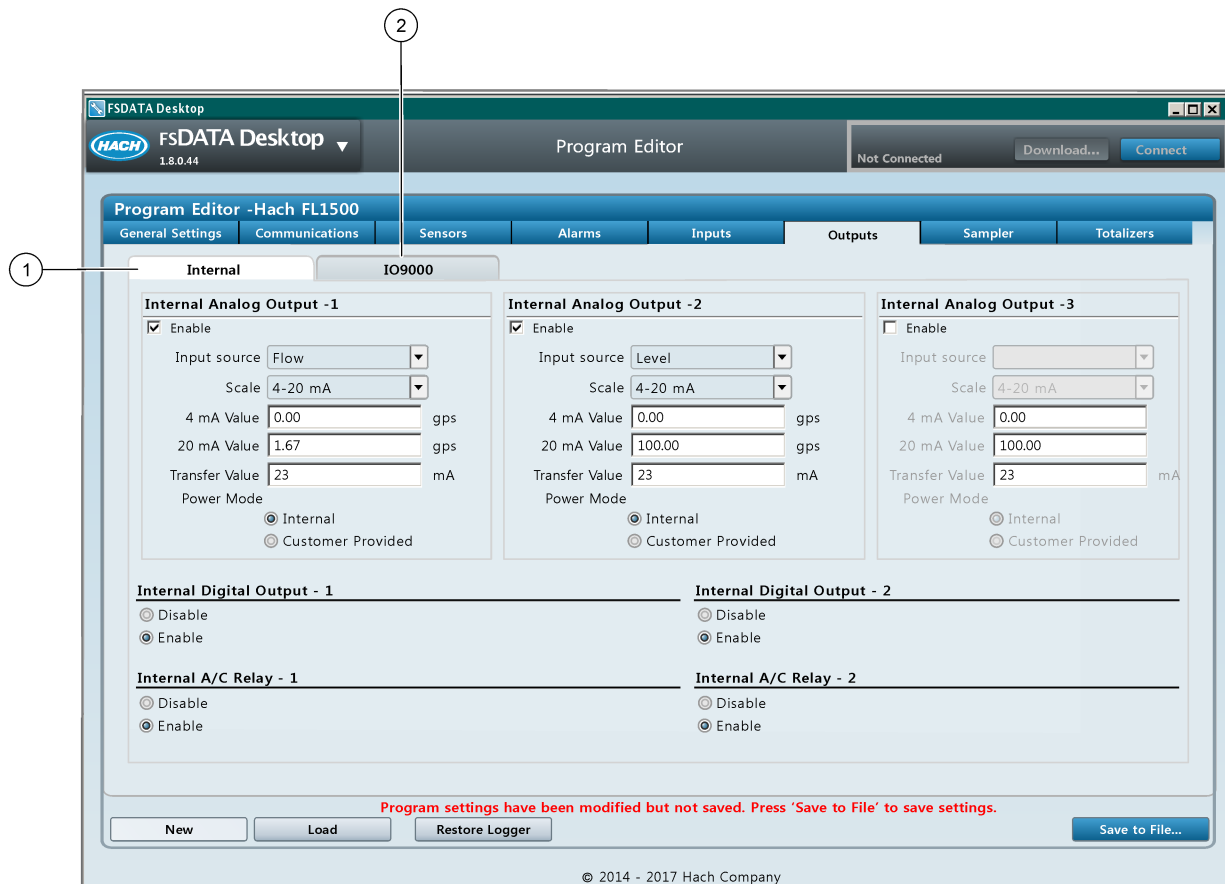 2
1
FSDATA Desktop
HACH
FSDATA Desktop
1.8.0.44
Program Editor
Not Connected
Download...
Connect
Program Editor -Hach FL1500
General Settings Communications Sensors Alarms Inputs Outputs Sampler Totalizers
Internal IO9000
Internal Analog Output -1
Enable
Input source Flow
Scale 4-20 mA
4 mA Value 0.00 gps
20 mA Value 1.67 gps
Transfer Value 23 mA
Power Mode
Internal
Customer Provided
Internal Analog Output -2
Enable
Input source Level
Scale 4-20 mA
4 mA Value 0.00 gps
20 mA Value 100.00 gps
Transfer Value 23 mA
Power Mode
Internal
Customer Provided
Internal Analog Output -3
Enable
Input source
Scale 4-20 mA
4 mA Value 0.00
20 mA Value 100.00
Transfer Value 23 mA
Power Mode
Internal
Customer Provided
Internal Digital Output - 1
Disable
Enable
Internal Digital Output - 2
Disable
Enable
Internal A/C Relay - 1
Disable
Enable
Internal A/C Relay - 2
Disable
Enable
Program settings have been modified but not saved. Press ‘Save to File’ to save settings.
New Load Restore Logger Save to File...
© 2014 - 2017 Hach Company